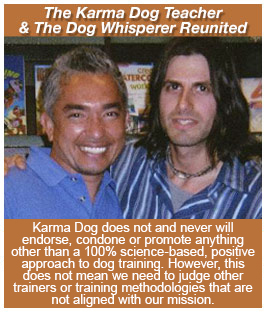 The Karma Dog Teacher
& The Dog Whisperer Reunited
Karma Dog does not and never will
endorse, condone or promote anything
other than a 100% science-based, positive
approach to dog training. However, this
does not mean we need to judge other
trainers or training methodologies that are
not aligned with our mission.